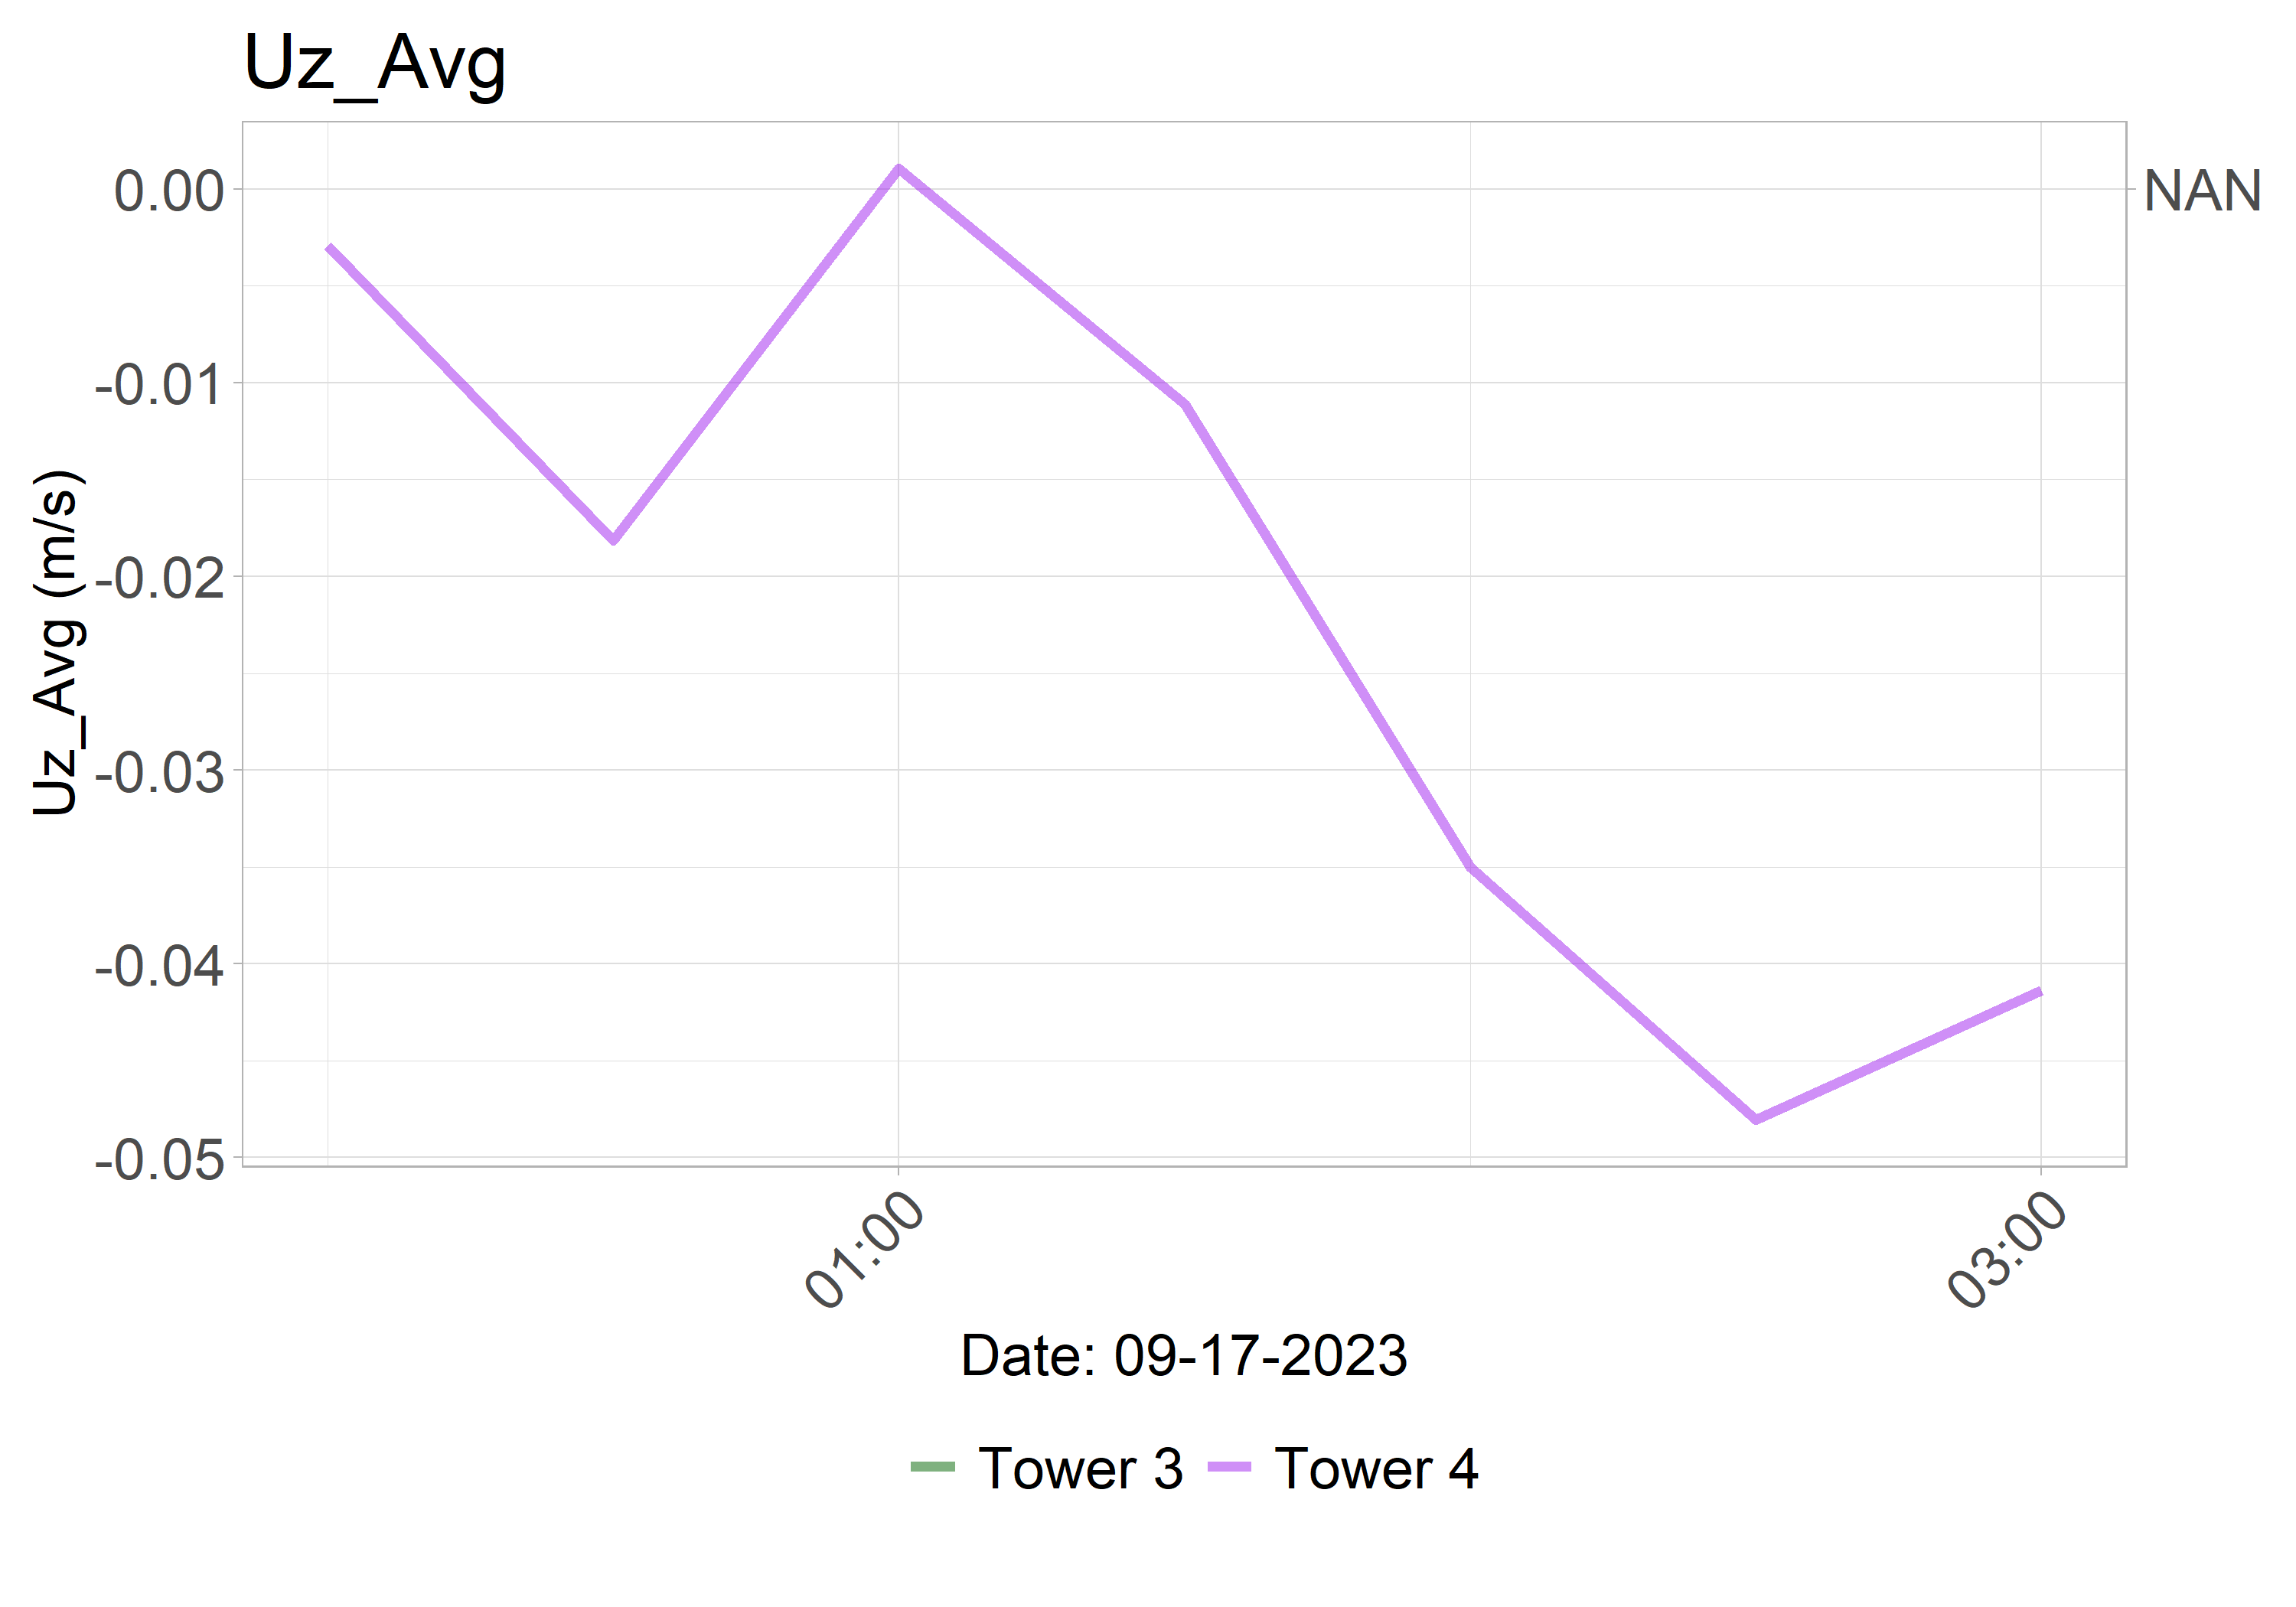 Uz_Avg
Uz_Avg (m/s)
0.00
-0.01
-0.02
-0.03
-0.04
-0.05
NAN
01:00
03:00
Date: 09-17-2023
Tower 3
Tower 4